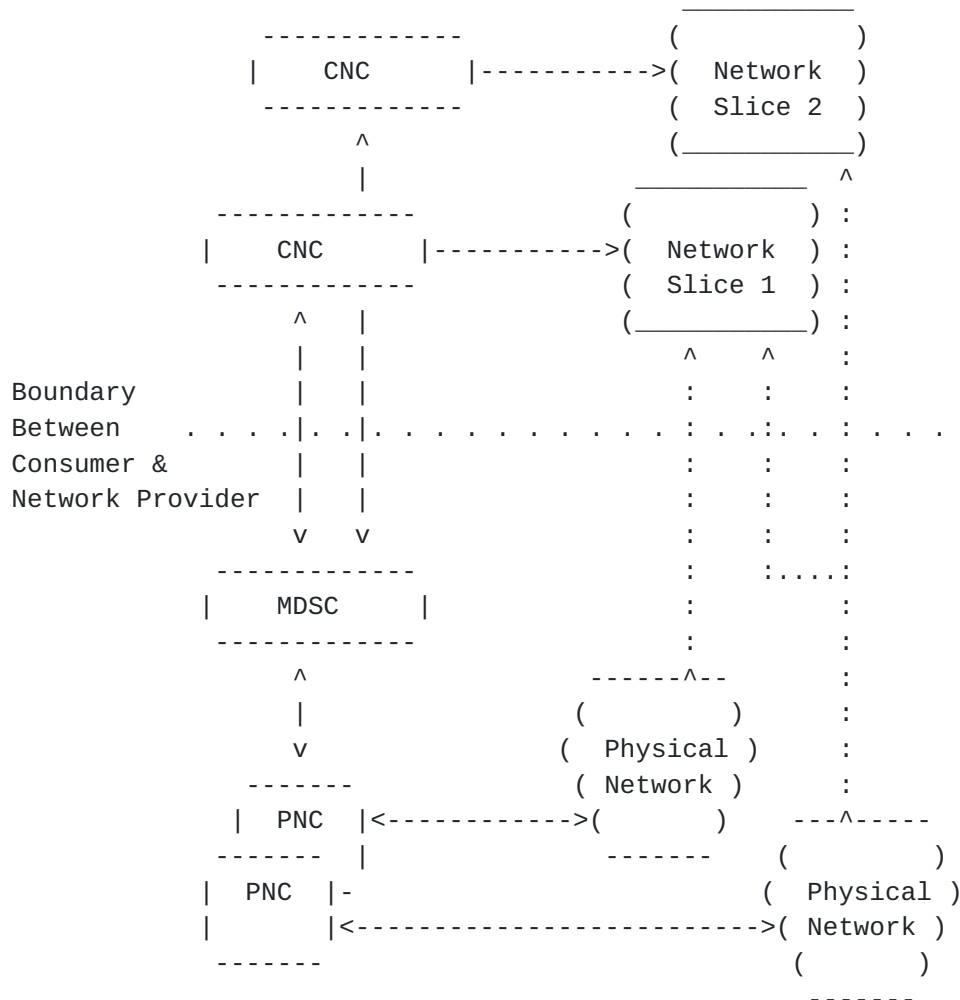 CNC Network
Slice 2
CNC Network
Slice 1
Boundary
Between
Consumer &
Network Provider
MDSC
Physical
Network
PNC
PNC Physical
Network